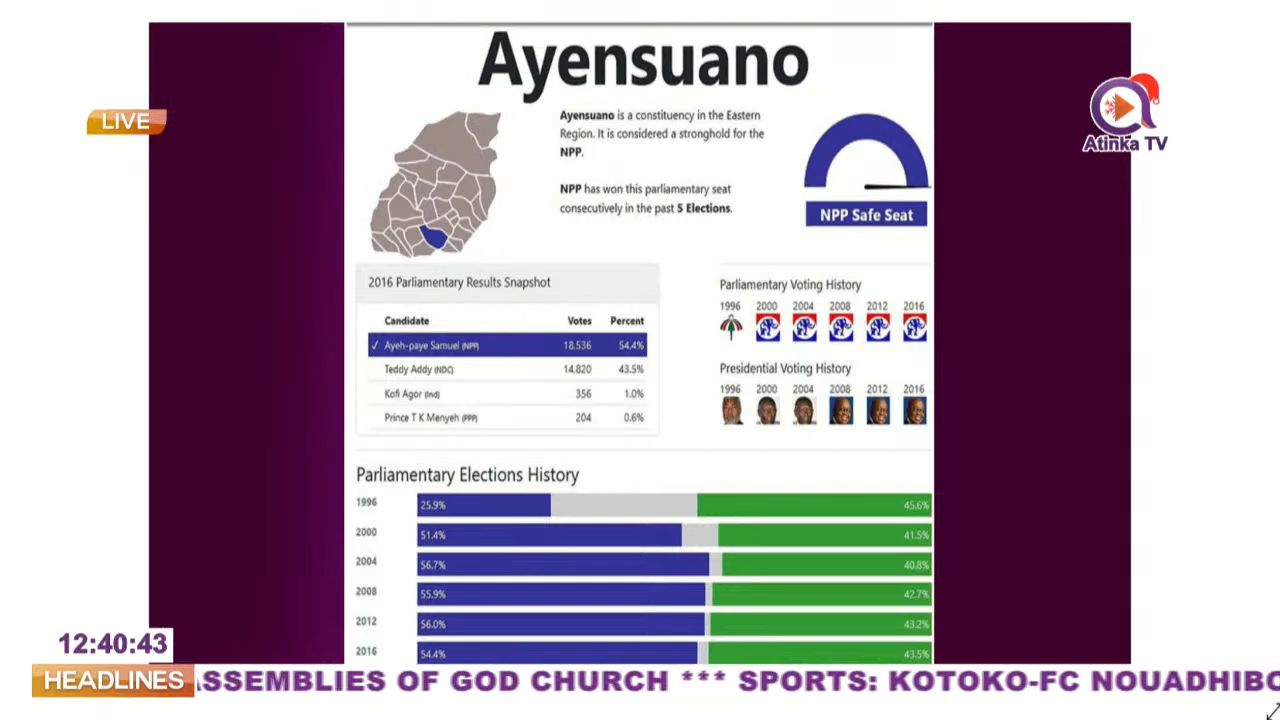 Ayensuano
LIVE
Atinka TV
Ayensuano is a constituency in the Eastern
Region. It is considered a stronghold for the
NPP.
NPP has won this parliamentary seat
consecutively in the past 5 Elections.
NPP Safe Seat
2016 Parliamentary Results Snapshot
Candidate Votes Percent
✓ Ayeh-paye Samuel (NPP) 18,536 54.4%
Teddy Addy (NDC) 14,820 43.5%
Kofi Agor (Ind) 356 1.0%
Prince T K Menyeh (PPP) 204 0.6%
Parliamentary Voting History
1996 2000 2004 2008 2012 2016
Presidential Voting History
1996 2000 2004 2008 2012 2016
Parliamentary Elections History
1996 25.9% 45.6%
2000 51.4% 41.5%
2004 56.7% 40.8%
2008 55.9% 42.7%
2012 56.0% 43.2%
2016 54.4% 43.5%
12:40:43
HEADLINES SSEMBLIES OF GOD CHURCH *** SPORTS: KOTOKO-FC NOUADHIBO